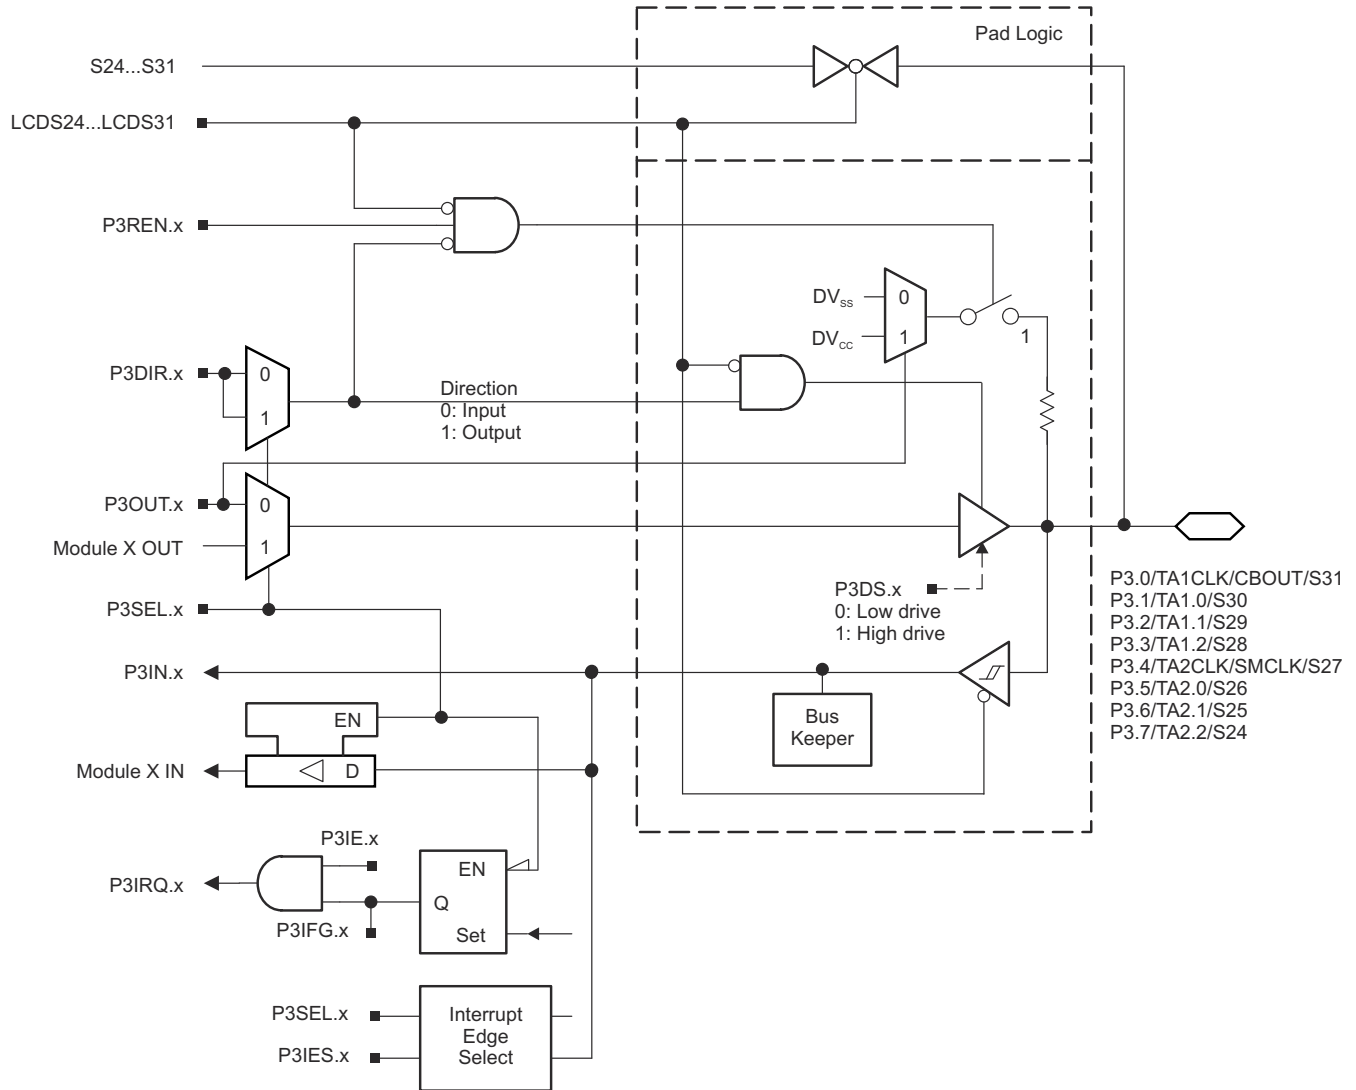 Pad Logic
S24...S31
LCDS24...LCDS31
P3REN.x
DVSS
0
DVCC
1
1
P3DIR.x
0
1
Direction
0: Input
1: Output
P3OUT.x
0
Module X OUT
1
P3SEL.x
P3DS.x
0: Low drive
1: High drive
P3.0/TA1CLK/CBOUT/S31
P3.1/TA1.0/S30
P3.2/TA1.1/S29
P3.3/TA1.2/S28
P3.4/TA2CLK/SMCLK/S27
P3.5/TA2.0/S26
P3.6/TA2.1/S25
P3.7/TA2.2/S24
P3IN.x
Bus
Keeper
EN
Module X IN
D
P3IE.x
P3IRQ.x
EN
Q
P3IFG.x
Set
P3SEL.x
P3IES.x
Interrupt
Edge
Select